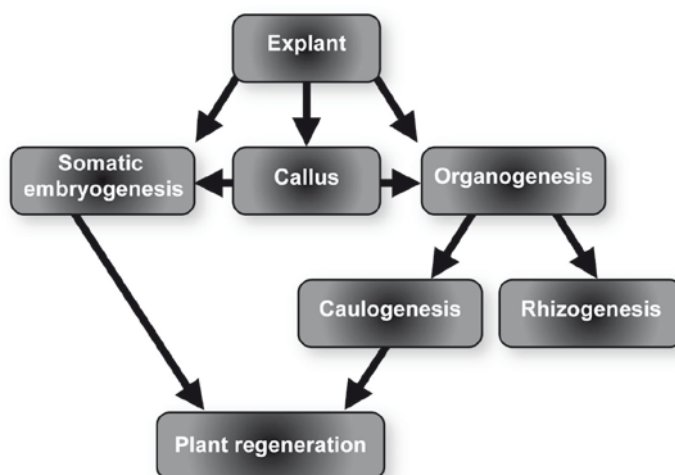 Explant
Somatic
embryogenesis
Callus
Organogenesis
Caulogenesis
Rhizogenesis
Plant regeneration